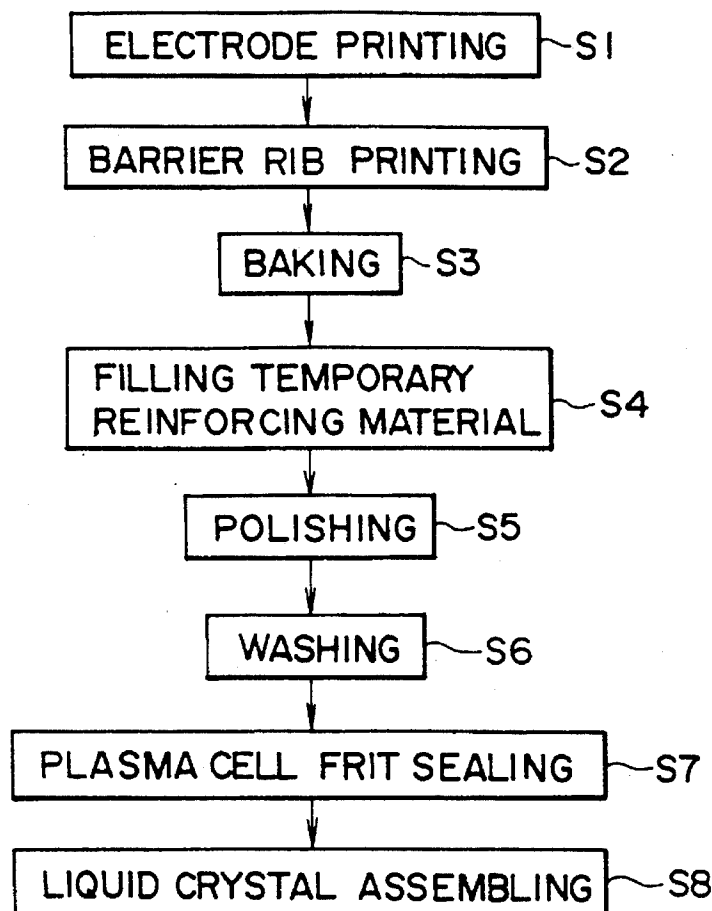 ELECTRODE PRINTING S1
BARRIER RIB PRINTING S2
BAKING S3
FILLING TEMPORARY
REINFORCING MATERIAL S4
POLISHING S5
WASHING S6
PLASMA CELL FRIT SEALING S7
LIQUID CRYSTAL ASSEMBLING S8